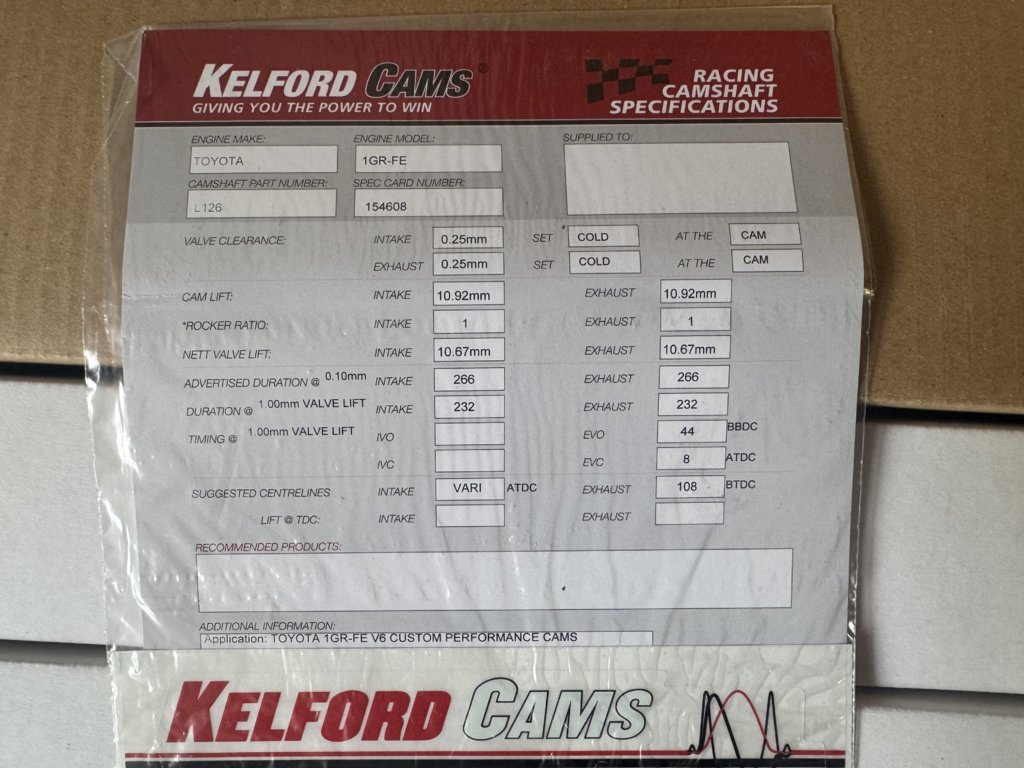 KELFORD CAMS®
GIVING YOU THE POWER TO WIN
RACING
CAMSHAFT
SPECIFICATIONS
ENGINE MAKE: ENGINE MODEL: SUPPLIED TO:
TOYOTA 1GR-FE
CAMSHAFT PART NUMBER: SPEC CARD NUMBER:
L126 154608
VALVE CLEARANCE: INTAKE 0.25mm SET COLD AT THE CAM
EXHAUST 0.25mm SET COLD AT THE CAM
CAM LIFT: INTAKE 10.92mm EXHAUST 10.92mm
*ROCKER RATIO: INTAKE 1 EXHAUST 1
NETT VALVE LIFT: INTAKE 10.67mm EXHAUST 10.67mm
ADVERTISED DURATION @ 0.10mm INTAKE 266 EXHAUST 266
DURATION @ 1.00mm VALVE LIFT INTAKE 232 EXHAUST 232
TIMING @ 1.00mm VALVE LIFT IVO EVO 44 BBDC
IVC EVC 8 ATDC
SUGGESTED CENTRELINES INTAKE VARI ATDC EXHAUST 108 BTDC
LIFT @ TDC: INTAKE EXHAUST
RECOMMENDED PRODUCTS:
ADDITIONAL INFORMATION:
Application: TOYOTA 1GR-FE V6 CUSTOM PERFORMANCE CAMS
KELFORD CAMS